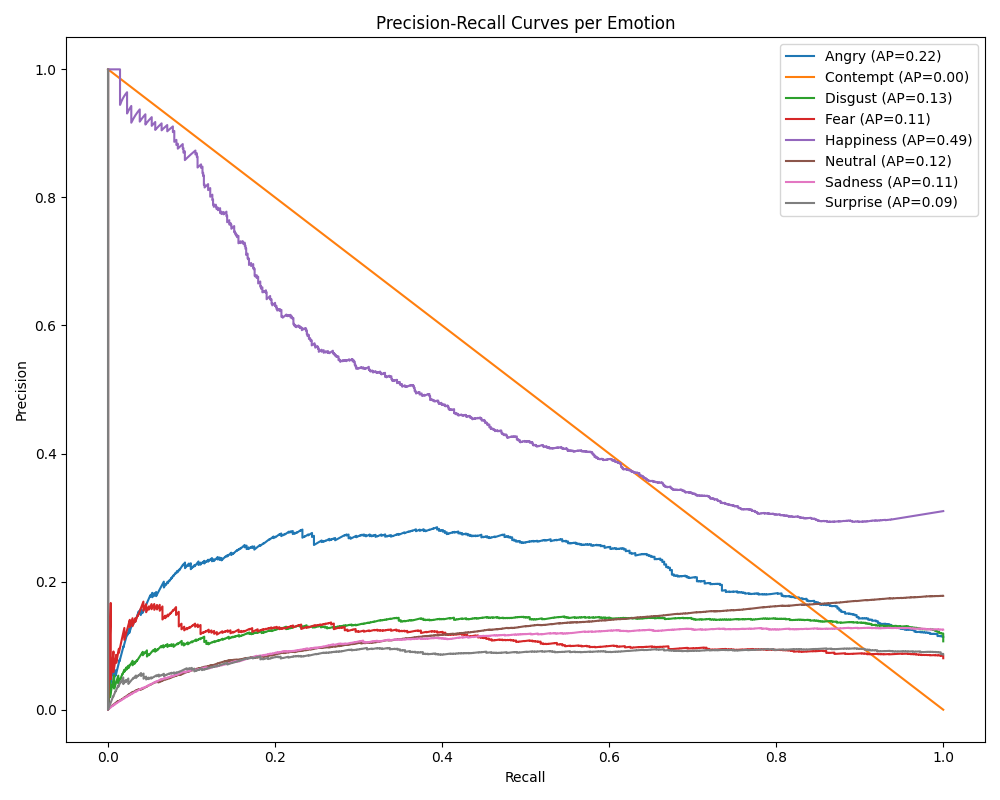 Precision-Recall Curves per Emotion
1.0
0.8
0.6
0.4
0.2
0.0
Precision
0.0 0.2 0.4 0.6 0.8 1.0
Recall
Angry (AP=0.22)
Contempt (AP=0.00)
Disgust (AP=0.13)
Fear (AP=0.11)
Happiness (AP=0.49)
Neutral (AP=0.12)
Sadness (AP=0.11)
Surprise (AP=0.09)